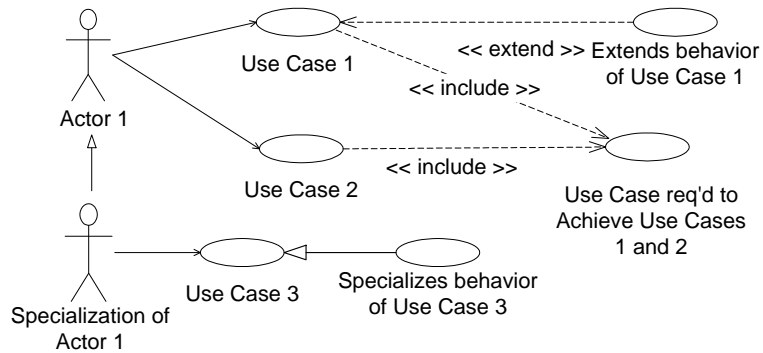 Use Case 1
<< extend >>
Extends behavior
of Use Case 1
<< include >>
Actor 1
Use Case 2
<< include >>
Use Case req'd to
Achieve Use Cases
1 and 2
Use Case 3
Specializes behavior
of Use Case 3
Specialization of
Actor 1